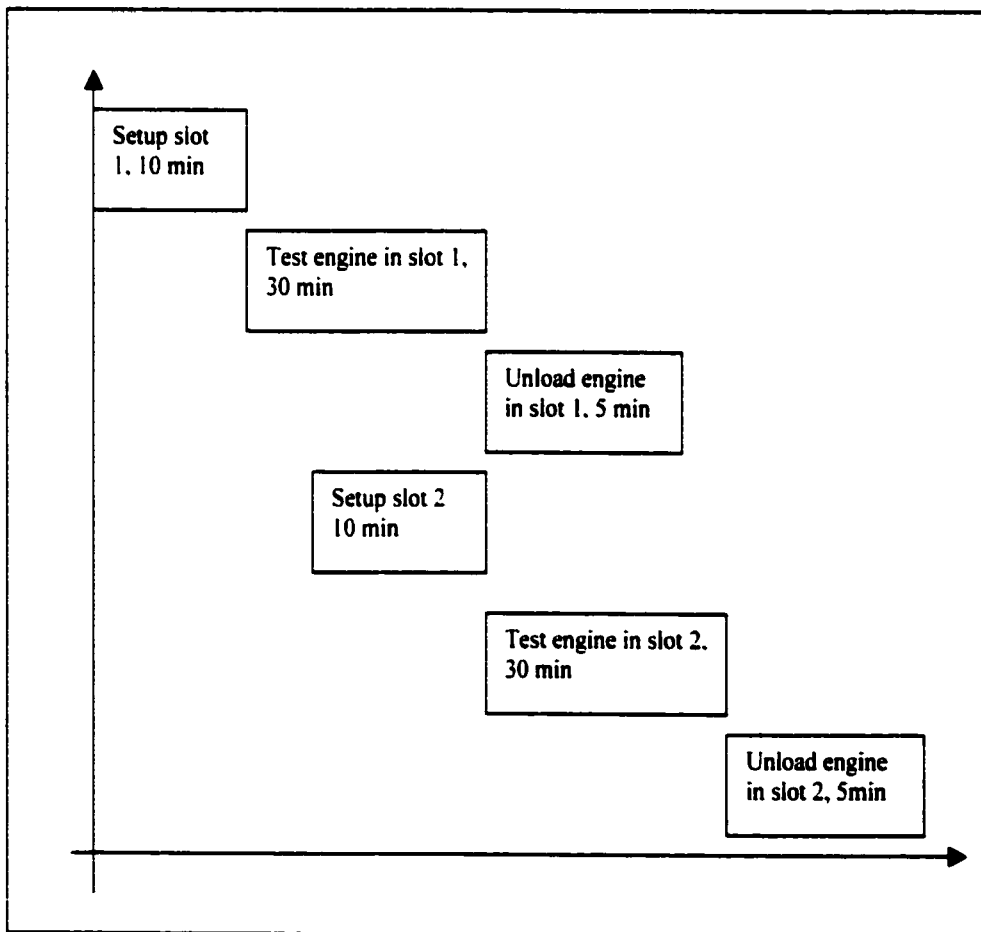 Setup slot
1, 10 min
Test engine in slot 1,
30 min
Unload engine
in slot 1, 5 min
Setup slot 2
10 min
Test engine in slot 2,
30 min
Unload engine
in slot 2, 5min